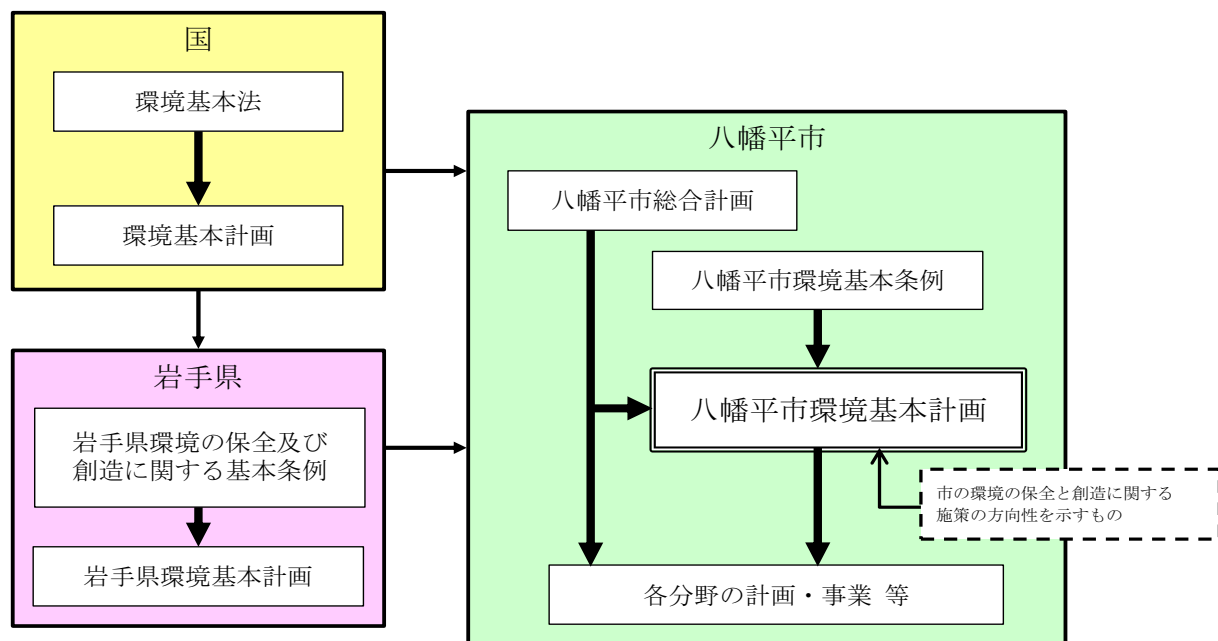 国
環境基本法
環境基本計画
岩手県
岩手県環境の保全及び
創造に関する基本条例
岩手県環境基本計画
八幡平市
八幡平市総合計画
八幡平市環境基本条例
八幡平市環境基本計画
市の環境の保全と創造に関する
施策の方向性を示すもの
各分野の計画・事業 等